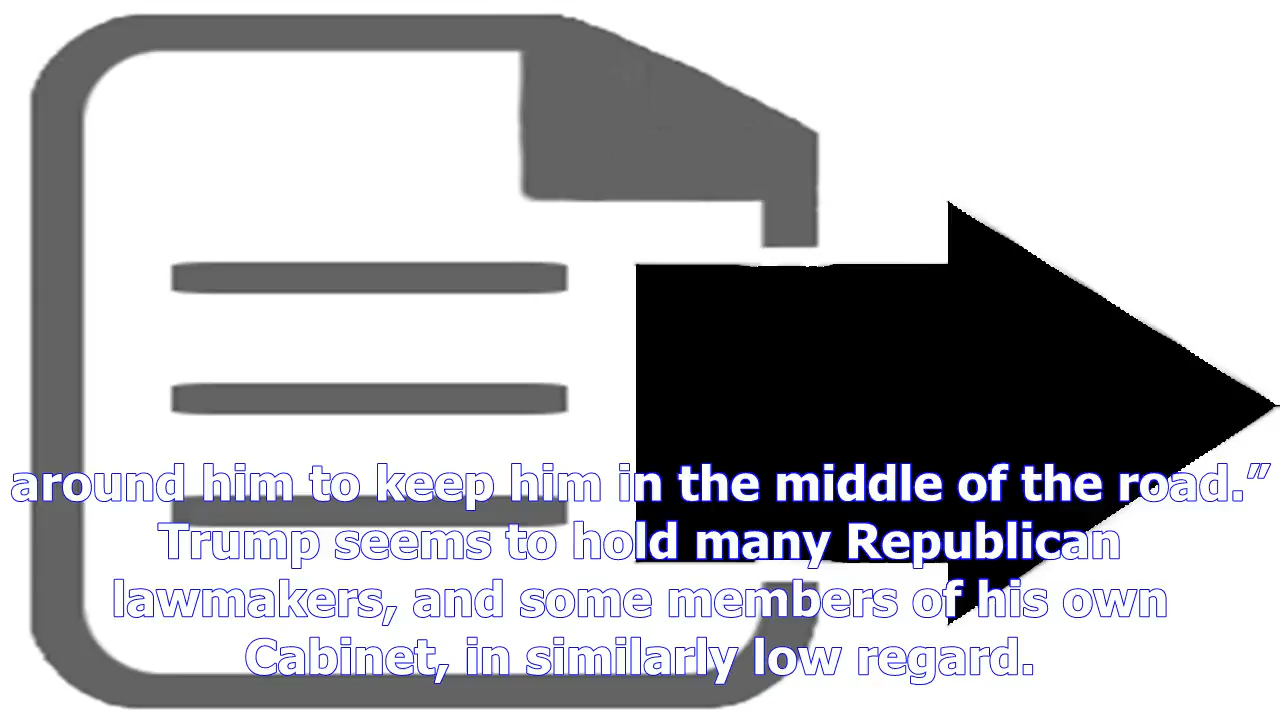 around him to keep him in the middle of the road.”
Trump seems to hold many Republican
lawmakers, and some members of his own
Cabinet, in similarly low regard.